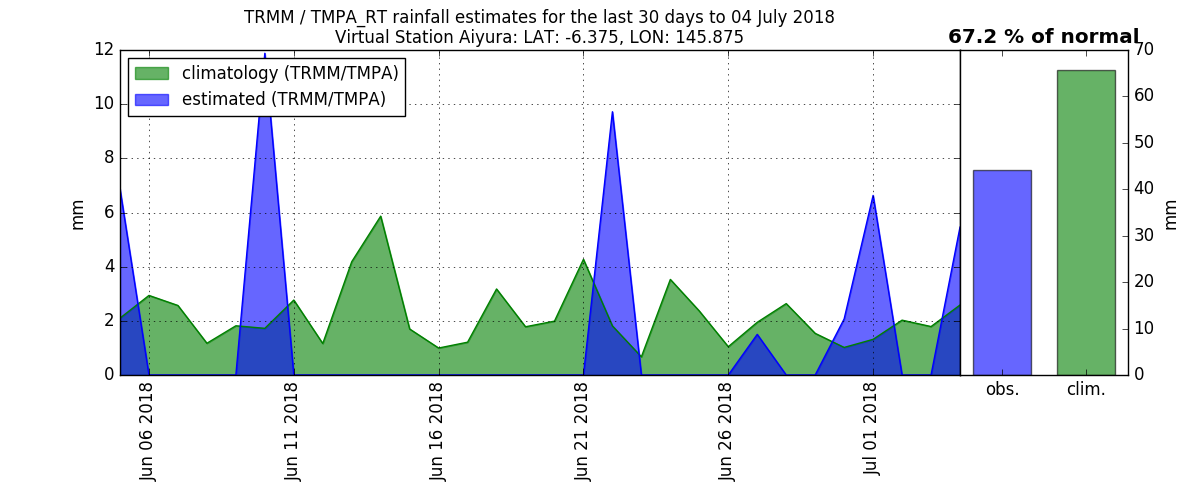 TRMM / TMPA_RT rainfall estimates for the last 30 days to 04 July 2018
Virtual Station Aiyura: LAT: -6.375, LON: 145.875
67.2 % of normal
climatology (TRMM/TMPA)
estimated (TRMM/TMPA)
mm
12
10
8
6
4
2
0
Jun 06 2018
Jun 11 2018
Jun 16 2018
Jun 21 2018
Jun 26 2018
Jul 01 2018
obs.
clim.
70
60
50
40
30
20
10
0
mm